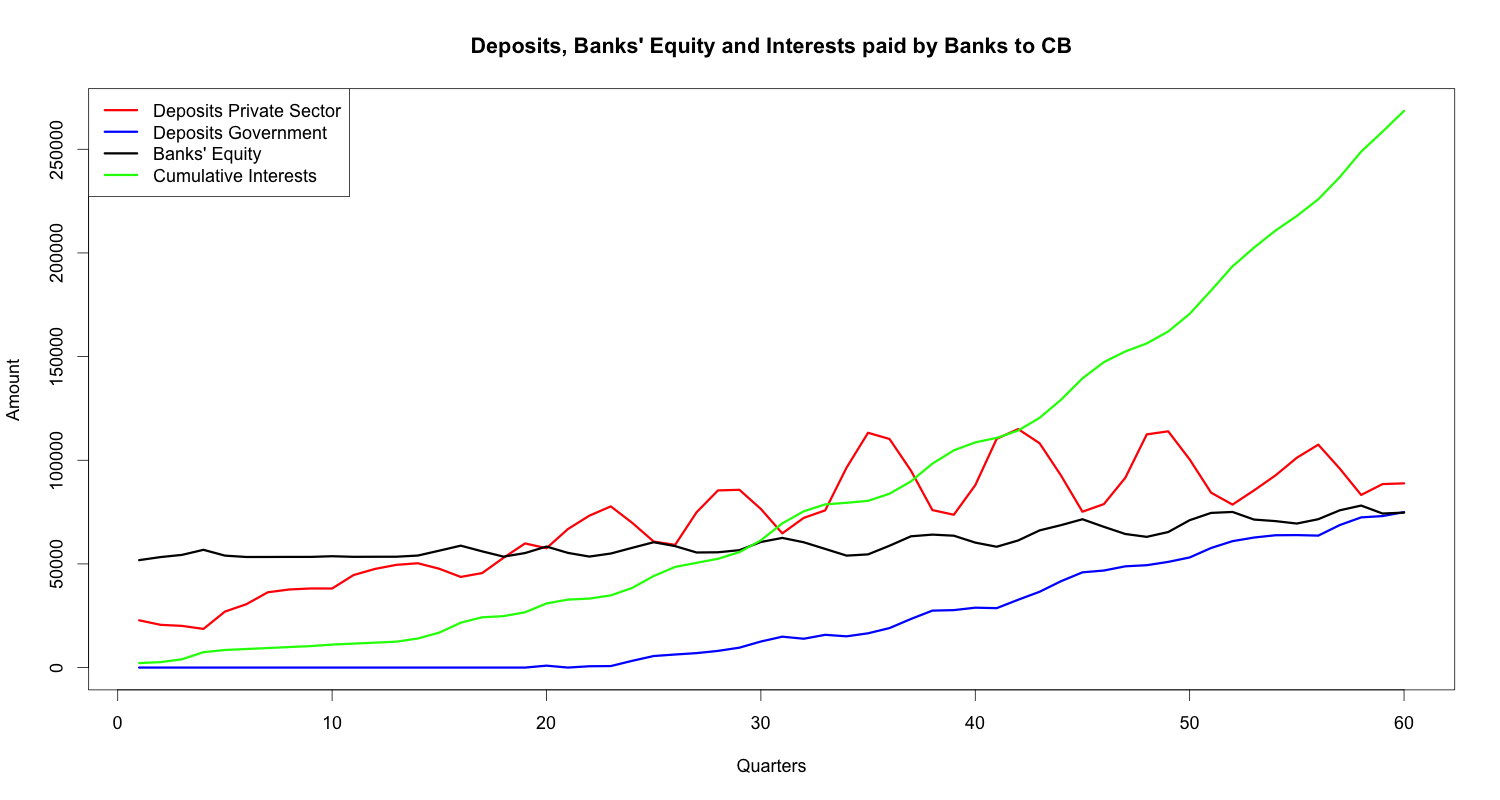 Deposits, Banks' Equity and Interests paid by Banks to CB
Deposits Private Sector
Deposits Government
Banks' Equity
Cumulative Interests
Amount
250000
200000
150000
100000
50000
0
0 10 20 30 40 50 60
Quarters